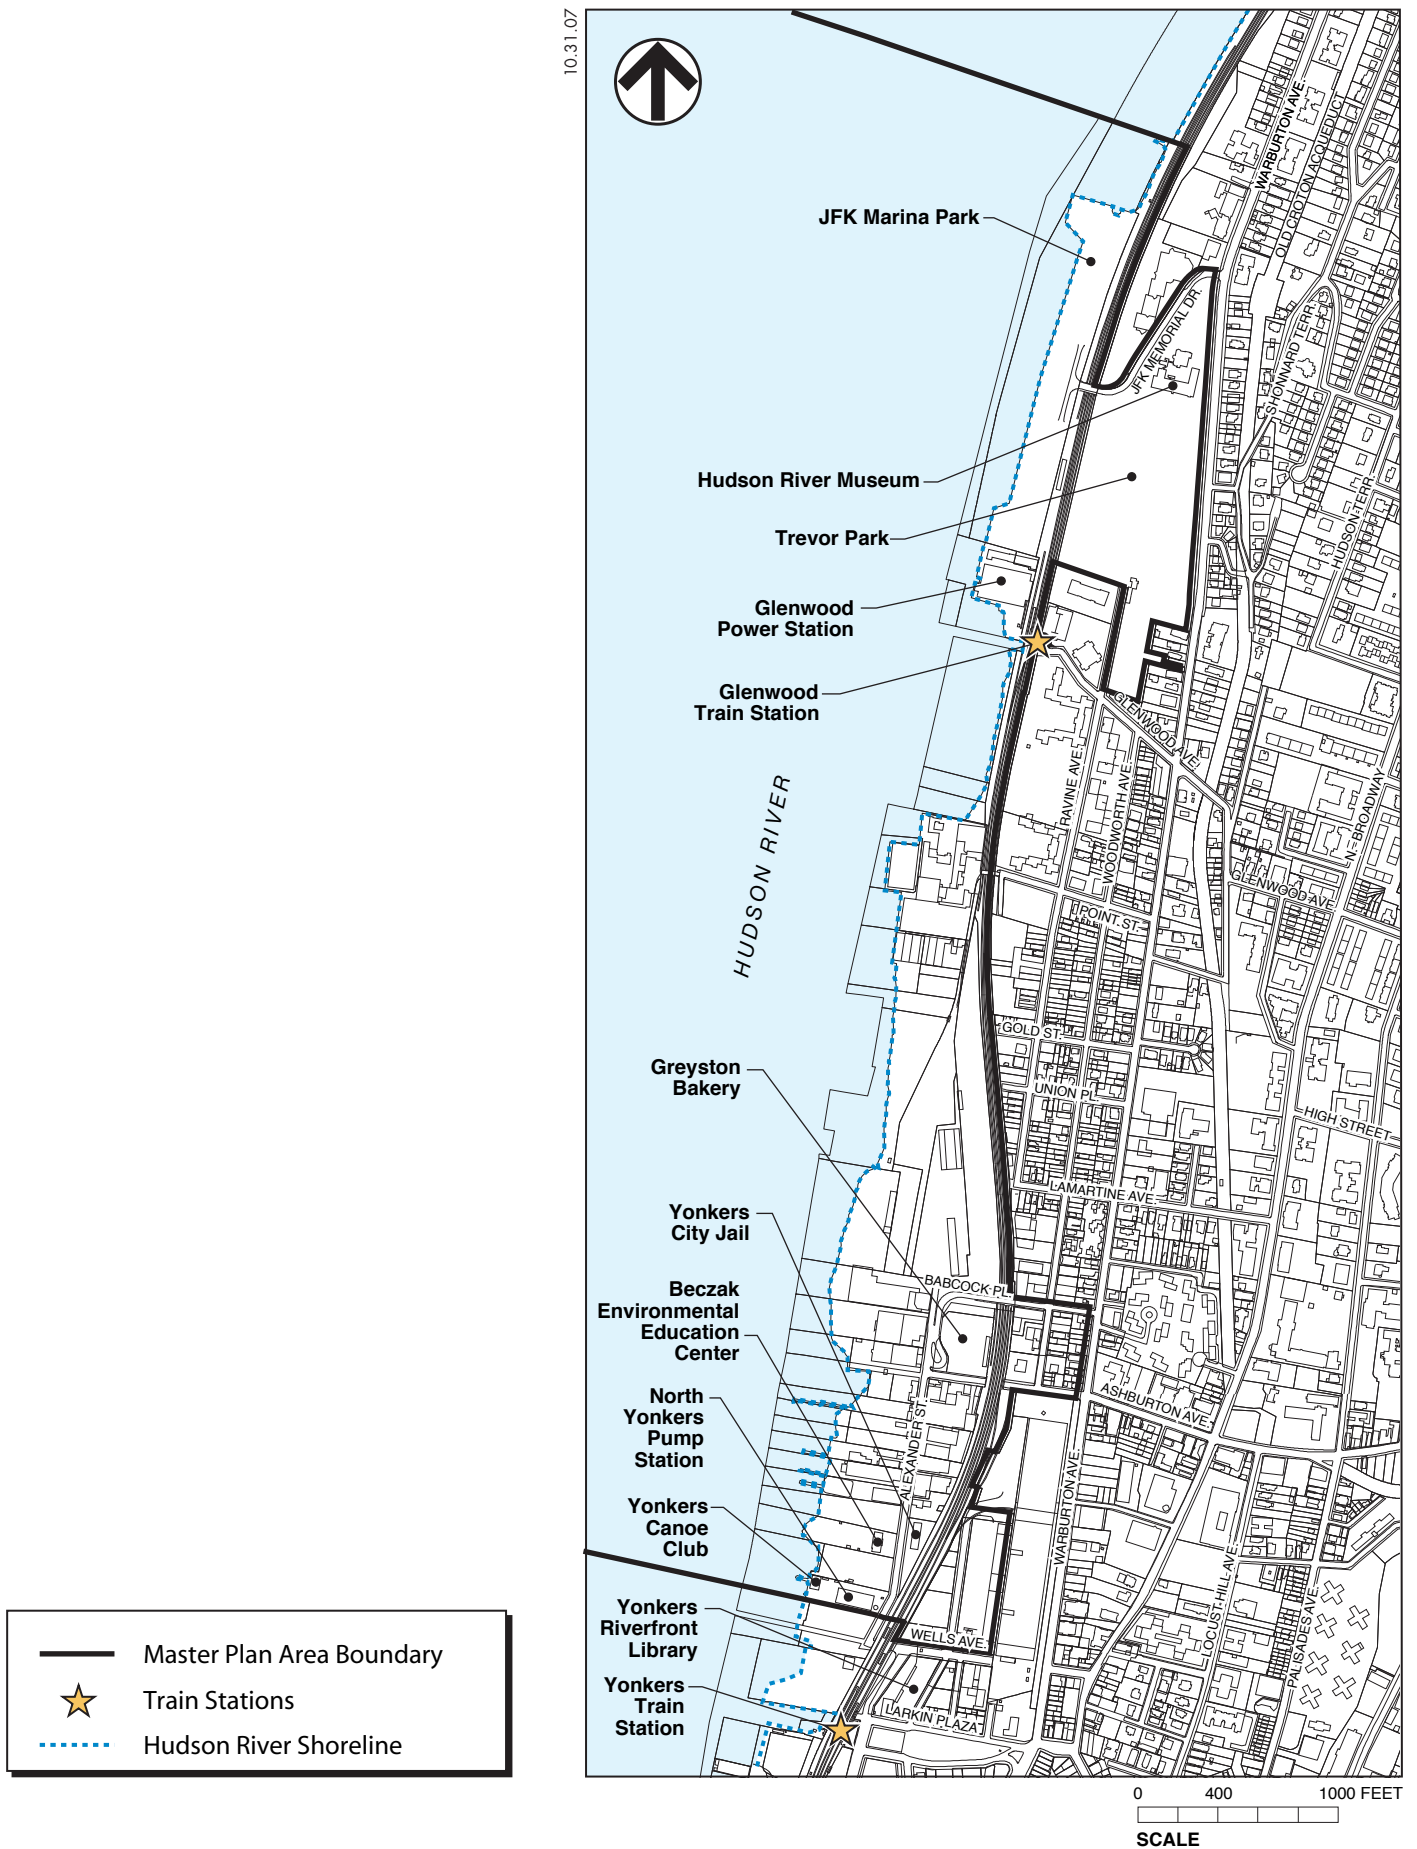 10.31.07
WARBURTON AVE.
OLD CROTON ACQUEDUC
JFK Marina Park
JFK MEMORIAL DR.
SHONNARD TERR.
Hudson River Museum
HUDSON TERR.
Trevor Park
Glenwood
Power Station
Glenwood
Train Station
GLENWOOD AVE.
HUDSON RIVER
RAVINE AVE.
WOODWORTH AVE.
N. BROADWAY
GLENWOOD AVE.
POINT ST.
GOLD ST.
Greyston
Bakery
UNION PL.
HIGH STREET
LAMARTINE AVE.
Yonkers
City Jail
BABCOCK PL.
Beczak
Environmental
Education
Center
ASHBURTON AVE.
North
Yonkers
Pump
Station
ALEXANDER ST.
WARBURTON AVE.
Yonkers
Canoe
Club
LOCUST HILL AVE.
PALISADES AVE.
Yonkers
Riverfront
Library
WELLS AVE.
Yonkers
Train
Station
LARKIN PLAZA
Master Plan Area Boundary
Train Stations
Hudson River Shoreline
0 400 1000 FEET
SCALE